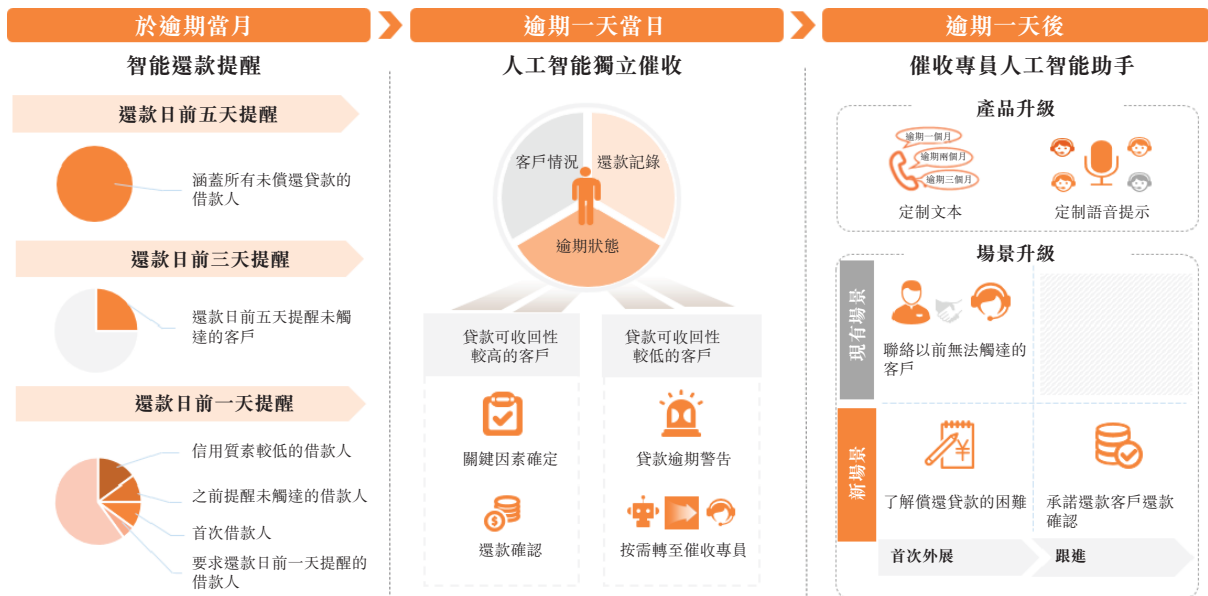 於逾期當月
逾期一天當日
逾期一天後
智能還款提醒
還款日前五天提醒
涵蓋所有未償還貸款的
借款人
還款日前三天提醒
還款日前五天提醒未觸
達的客戶
還款日前一天提醒
信用質素較低的借款人
之前提醒未觸達的借款人
首次借款人
要求還款日前一天提醒的
借款人
人工智能獨立催收
客戶情況
還款記錄
逾期狀態
貸款可收回性
較高的客戶
關鍵因素確定
還款確認
貸款可收回性
較低的客戶
貸款逾期警告
按需轉至催收專員
催收專員人工智能助手
產品升級
逾期一個月
逾期兩個月
逾期三個月
定制文本
定制語音提示
場景升級
現有場景
聯絡以前無法觸達的
客戶
新場景
¥
了解償還貸款的困難
承諾還款客戶還款
確認
首次外展
跟進